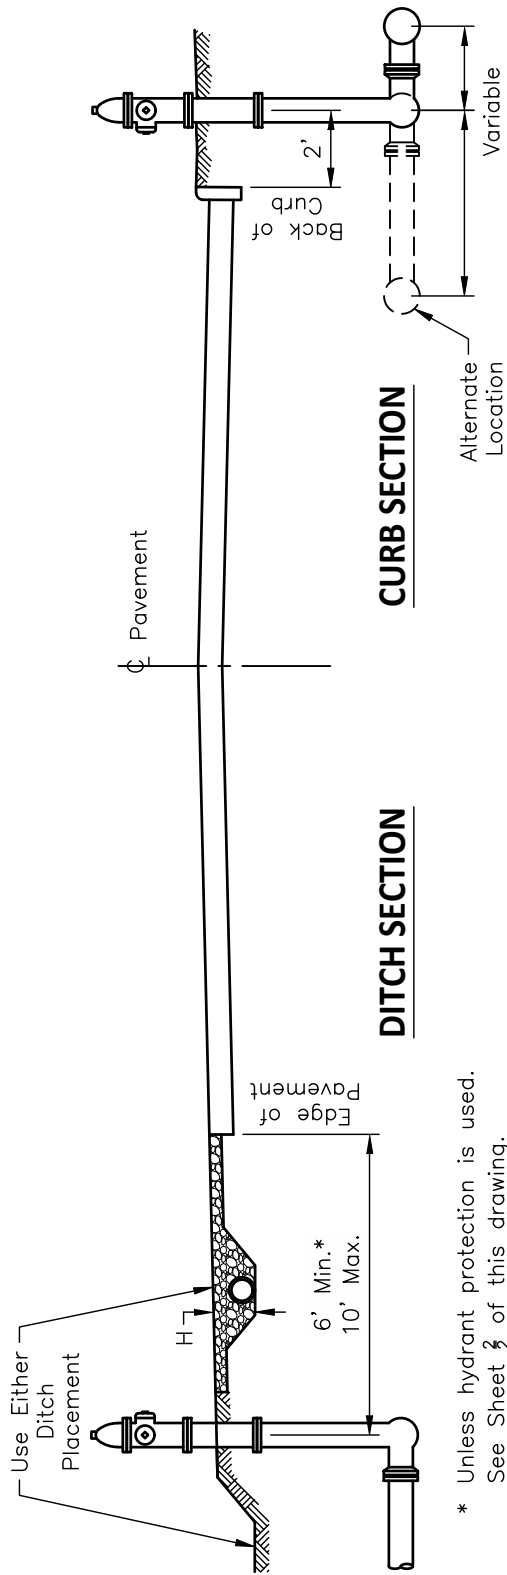 Use Either
Ditch
Placement
H
6' Min.*
10' Max.
Edge of
Pavement
DITCH SECTION
℄ Pavement
CURB SECTION
Back of
Curb
2'
Alternate
Location
Variable
* Unless hydrant protection is used.
See Sheet of this drawing.